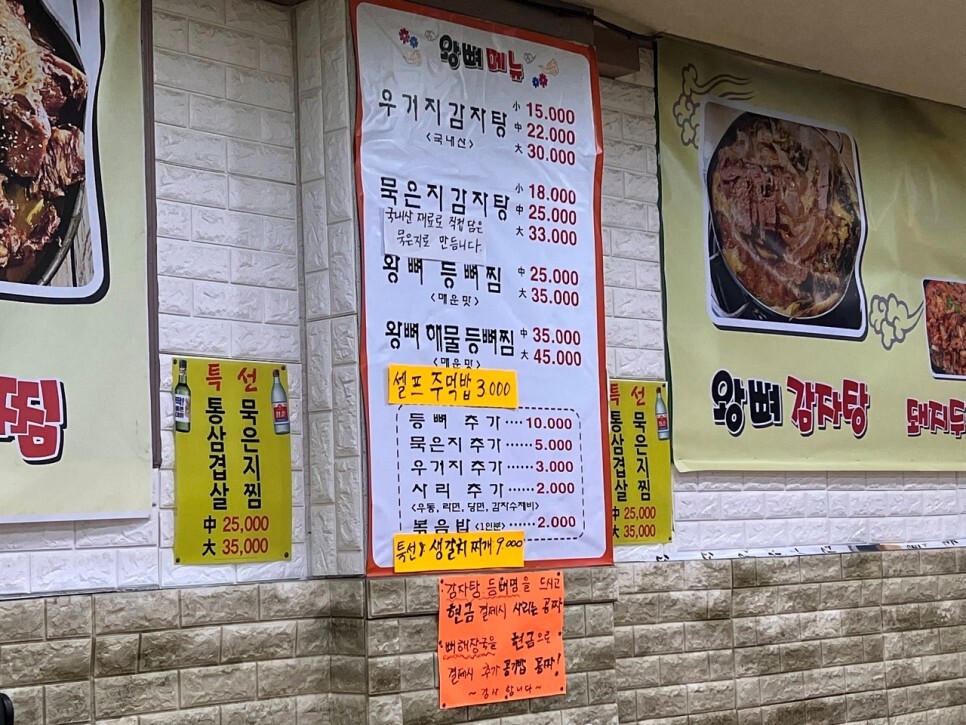 왕뼈메뉴
우거지감자탕 小 15.000
<국내산> 中 22.000
大 30.000
묵은지감자탕 小 18.000
국내산 재료로 직접 담은 中 25.000
묵은지로 만듭니다. 大 33.000
왕뼈 등뼈찜 中 25.000
<매운맛> 大 35.000
왕뼈 해물등뼈찜 中 35.000
<매운맛> 大 45.000
셀프 주먹밥 3.000
등뼈 추가 .... 10.000
묵은지추가 ...... 5.000
우거지추가 ...... 3.000
사리 추가 ...... 2.000
<우동, 라면, 당면, 감자수제비>
볶음밥 <1인분> ...... 2.000
특선 생갈치찌개 9.000
감자탕 등뼈찜을 드시고
현금 결제시 사리는 공짜
뼈해장국을 현금으로
결제시 추가 공기밥 공짜!
~ 감사합니다 ~
특선
묵은지찜
통삼겹살
中 25,000
大 35,000
특선
묵은지찜
통삼겹살
中 25,000
大 35,000
찜
왕뼈 감자탕
돼지두